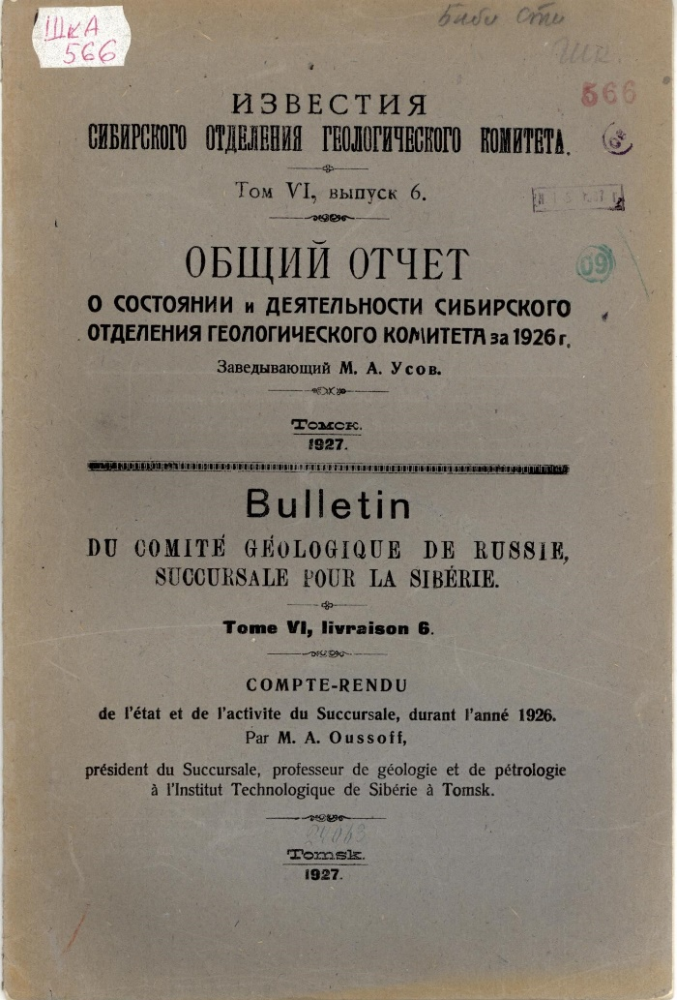 ШкА
566
566
ИЗВЕСТИЯ
СИБИРСКОГО ОТДЕЛЕНИЯ ГЕОЛОГИЧЕСКОГО КОМИТЕТА.
Том VI, выпуск 6.
ОБЩИЙ ОТЧЕТ
О СОСТОЯНИИ и ДЕЯТЕЛЬНОСТИ СИБИРСКОГО
ОТДЕЛЕНИЯ ГЕОЛОГИЧЕСКОГО КОМИТЕТА за 1926 г.
Заведывающий М. А. Усов.
Томск.
1927.
Bulletin
DU COMITÉ GÉOLOGIQUE DE RUSSIE,
SUCCURSALE POUR LA SIBÉRIE.
Tome VI, livraison 6.
COMPTE-RENDU
de l'état et de l'activite du Succursale, durant l'anné 1926.
Par M. A. Oussoff,
président du Succursale, professeur de géologie et de pétrologie
à l'Institut Technologique de Sibérie à Tomsk.
Tomsk.
1927.